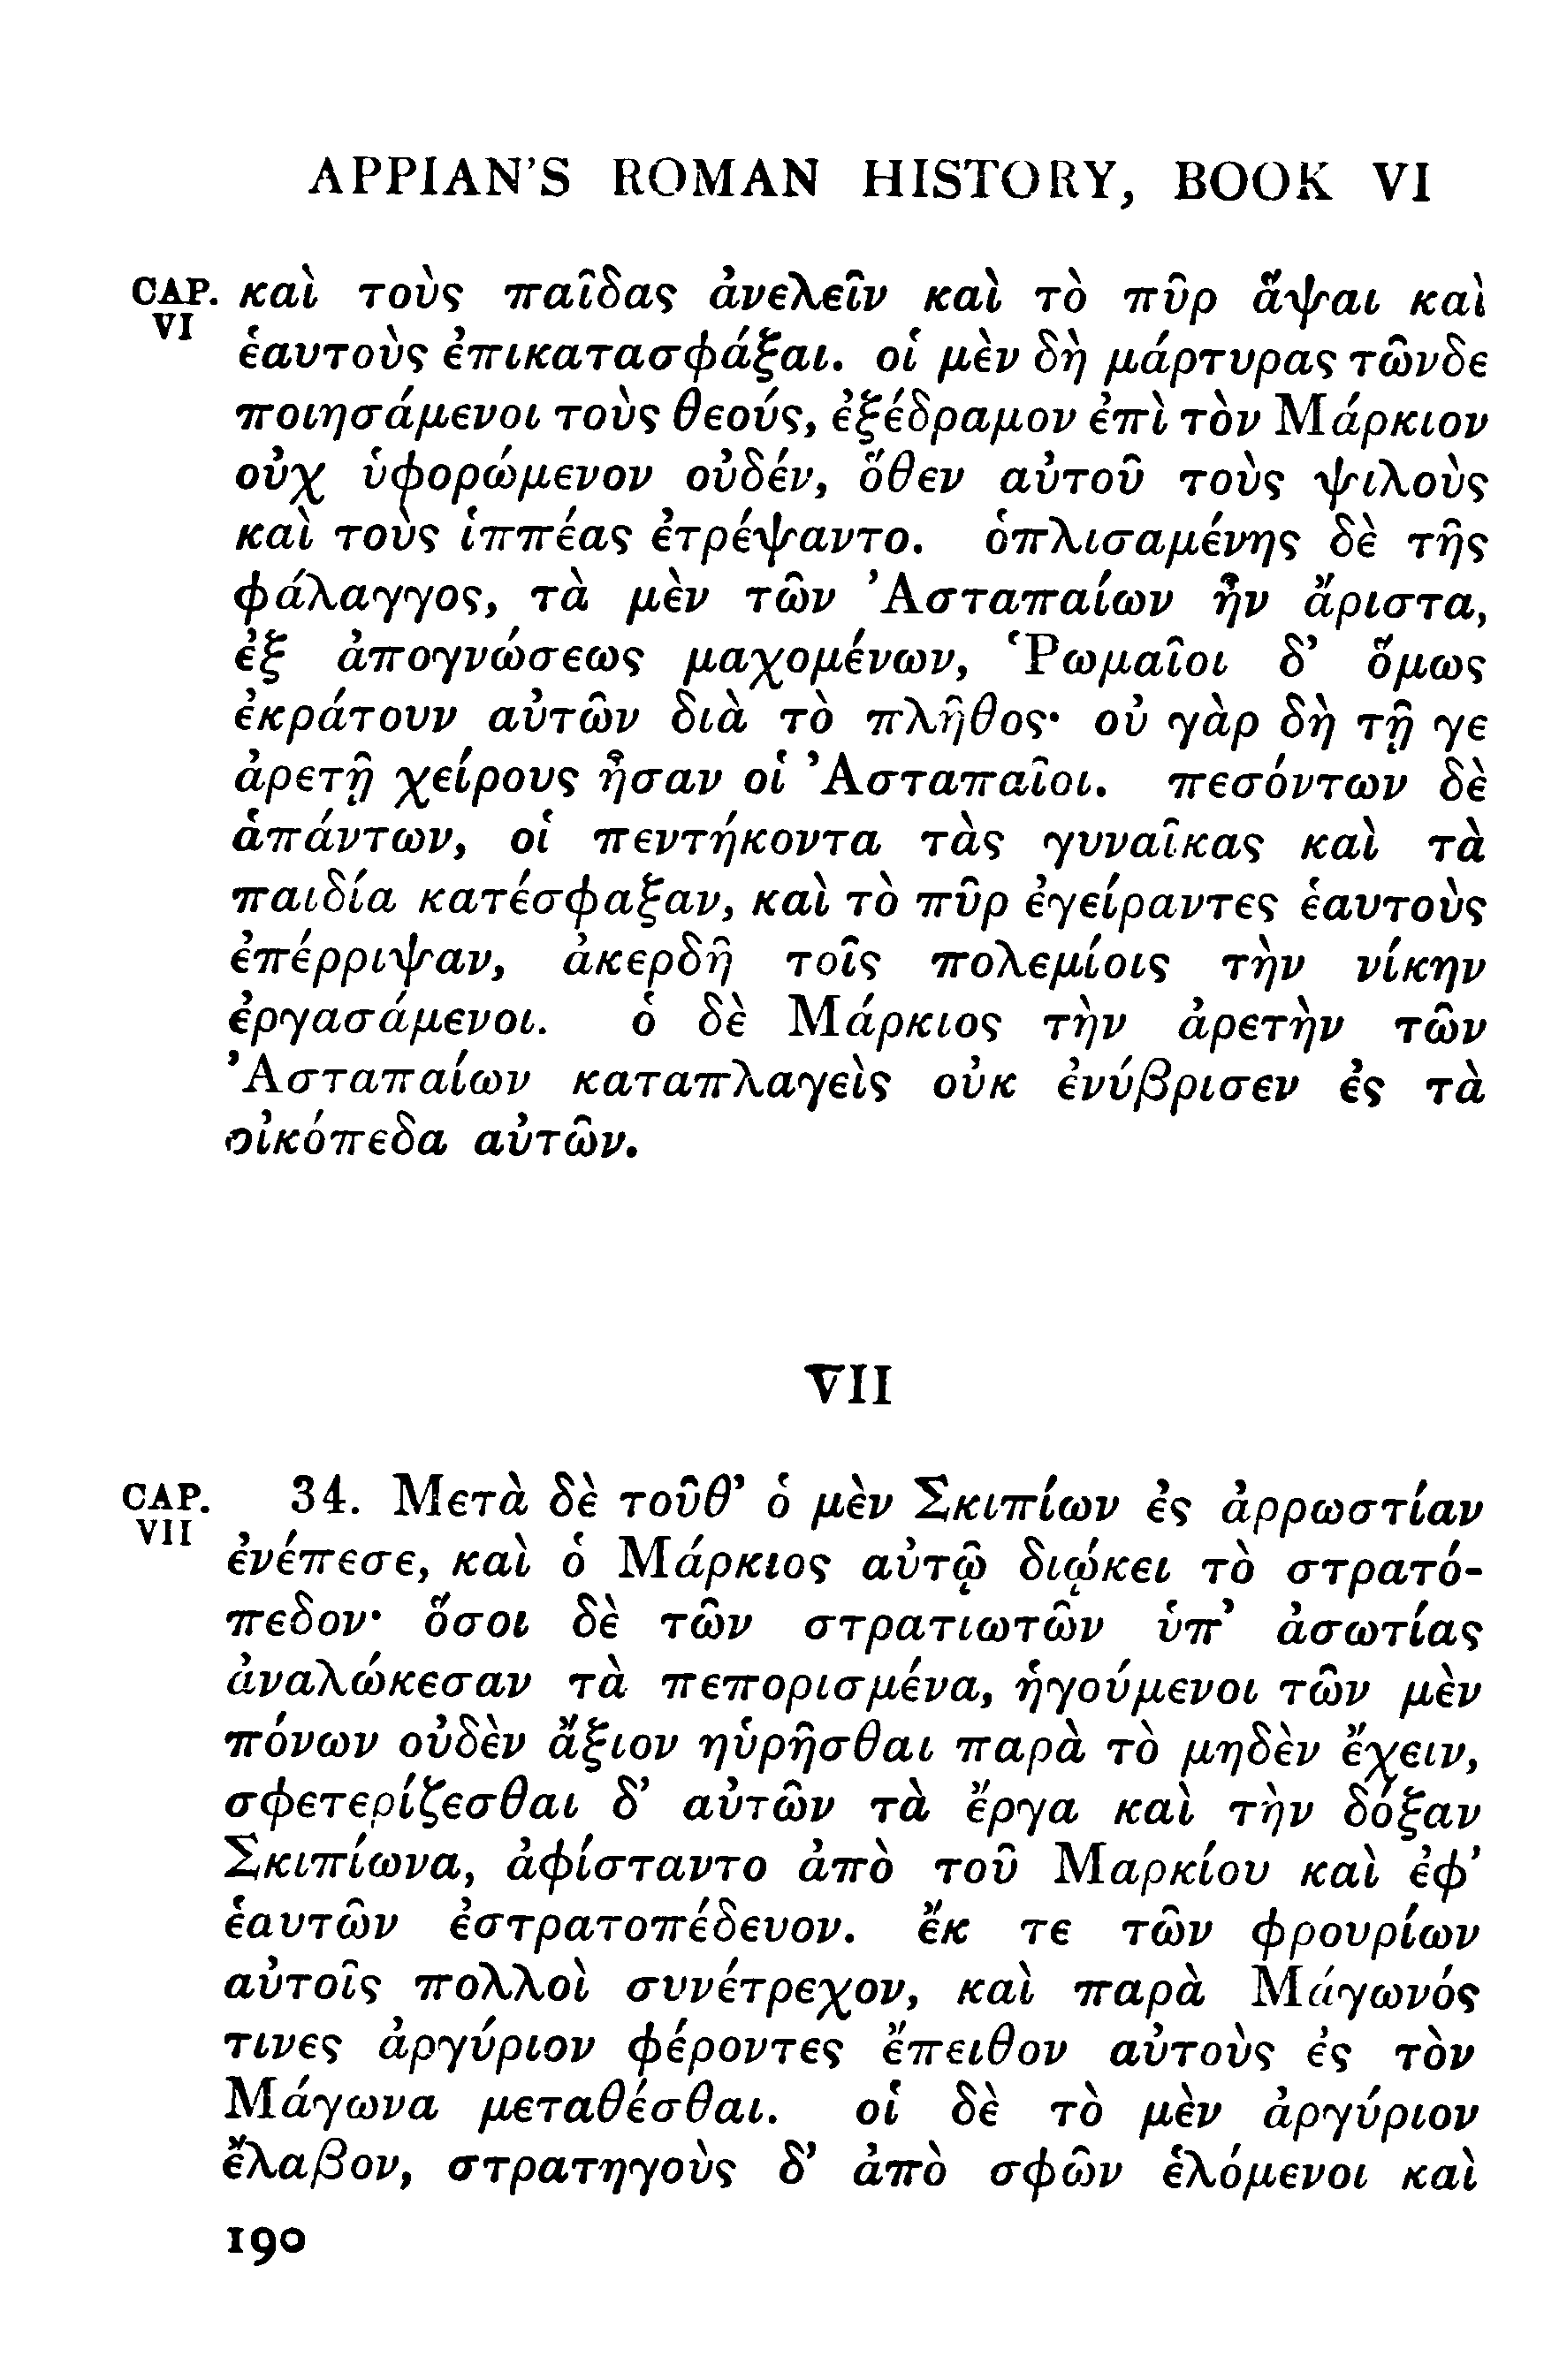 APPIAN'S ROMAN HISTORY, BOOK VI
CAP. VI
καὶ τοὺς παῖδας ἀνελεῖν καὶ τὸ πῦρ ἅψαι καὶ
ἑαυτοὺς ἐπικατασφάξαι. οἱ μὲν δὴ μάρτυρας τῶνδε
ποιησάμενοι τοὺς θεούς, ἐξέδραμον ἐπὶ τὸν Μάρκιον
οὐχ ὑφορώμενον οὐδέν, ὅθεν αὐτοῦ τοὺς ψιλοὺς
καὶ τοὺς ἱππέας ἐτρέψαντο. ὁπλισαμένης δὲ τῆς
φάλαγγος, τὰ μὲν τῶν Ἀσταπαίων ἦν ἄριστα,
ἐξ ἀπογνώσεως μαχομένων, Ῥωμαῖοι δ' ὅμως
ἐκράτουν αὐτῶν διὰ τὸ πλῆθος· οὐ γὰρ δὴ τῇ γε
ἀρετῇ χείρους ἦσαν οἱ Ἀσταπαῖοι. πεσόντων δὲ
ἁπάντων, οἱ πεντήκοντα τὰς γυναῖκας καὶ τὰ
παιδία κατέσφαξαν, καὶ τὸ πῦρ ἐγείραντες ἑαυτοὺς
ἐπέρριψαν, ἀκερδῆ τοῖς πολεμίοις τὴν νίκην
ἐργασάμενοι. ὁ δὲ Μάρκιος τὴν ἀρετὴν τῶν
Ἀσταπαίων καταπλαγεὶς οὐκ ἐνύβρισεν ἐς τὰ
οἰκόπεδα αὐτῶν.
VII
CAP. VII
34. Μετὰ δὲ τοῦθ' ὁ μὲν Σκιπίων ἐς ἀρρωστίαν
ἐνέπεσε, καὶ ὁ Μάρκιος αὐτῷ διῴκει τὸ στρατό-
πεδον· ὅσοι δὲ τῶν στρατιωτῶν ὑπ' ἀσωτίας
ἀναλώκεσαν τὰ πεπορισμένα, ἡγούμενοι τῶν μὲν
πόνων οὐδὲν ἄξιον ηὑρῆσθαι παρὰ τὸ μηδὲν ἔχειν,
σφετερίζεσθαι δ' αὐτῶν τὰ ἔργα καὶ τὴν δόξαν
Σκιπίωνα, ἀφίσταντο ἀπὸ τοῦ Μαρκίου καὶ ἐφ'
ἑαυτῶν ἐστρατοπέδευον. ἔκ τε τῶν φρουρίων
αὐτοῖς πολλοὶ συνέτρεχον, καὶ παρὰ Μάγωνός
τινες ἀργύριον φέροντες ἔπειθον αὐτοὺς ἐς τὸν
Μάγωνα μεταθέσθαι. οἱ δὲ τὸ μὲν ἀργύριον
ἔλαβον, στρατηγοὺς δ' ἀπὸ σφῶν ἑλόμενοι καὶ
190